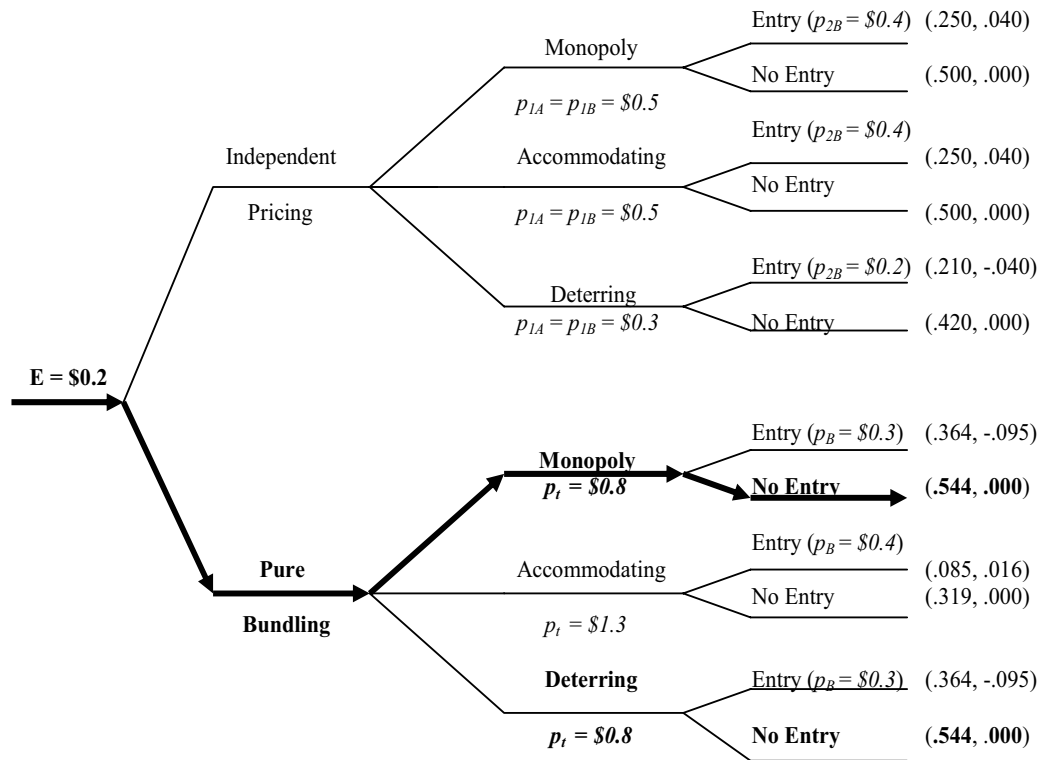 Entry (p2B = $0.4) (.250, .040)
Monopoly
No Entry (.500, .000)
p1A = p1B = $0.5
Entry (p2B = $0.4)
Independent
Accommodating
(.250, .040)
No Entry
Pricing
p1A = p1B = $0.5
(.500, .000)
Entry (p2B = $0.2) (.210, -.040)
Deterring
p1A = p1B = $0.3
No Entry (.420, .000)
E = $0.2
Entry (pB = $0.3) (.364, -.095)
Monopoly
pt = $0.8
No Entry (.544, .000)
Entry (pB = $0.4)
Pure
Accommodating
(.085, .016)
No Entry (.319, .000)
Bundling
pt = $1.3
Deterring
Entry (pB = $0.3) (.364, -.095)
pt = $0.8
No Entry (.544, .000)